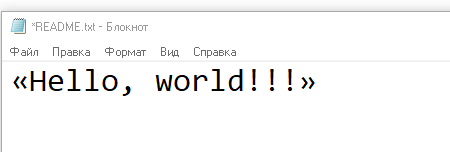 *README.txt – Блокнот
Файл Правка Формат Вид Справка
«Hello, world!!!»